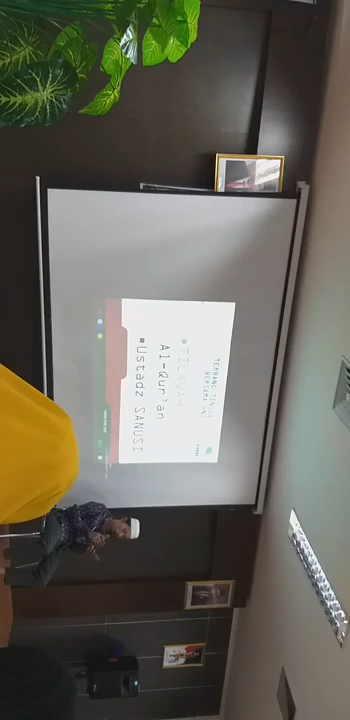 TERBANG TINGGI
BERSAMA
TILAWAH
Al-Qur'an
Ustadz SANUSI